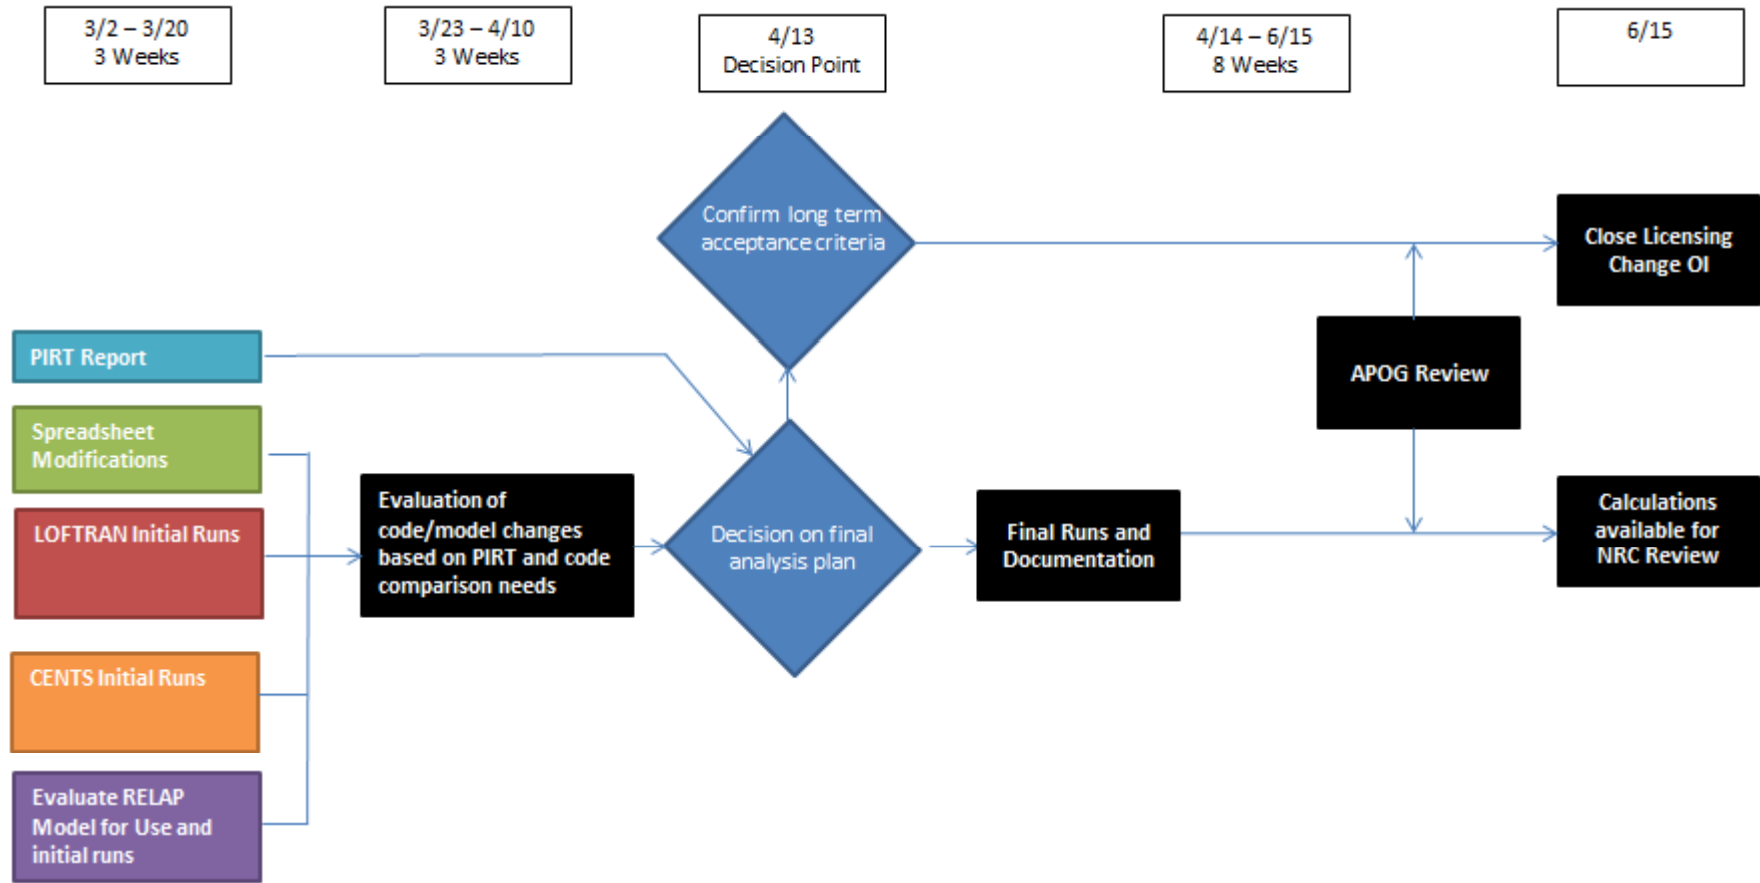 3/2 – 3/20
3 Weeks
3/23 – 4/10
3 Weeks
4/13
Decision Point
4/14 – 6/15
8 Weeks
6/15
Confirm long term
acceptance criteria
Close Licensing
Change OI
PIRT Report
APOG Review
Spreadsheet
Modifications
LOFTRAN Initial Runs
Evaluation of
code/model changes
based on PIRT and code
comparison needs
Decision on final
analysis plan
Final Runs and
Documentation
Calculations
available for
NRC Review
CENTS Initial Runs
Evaluate RELAP
Model for Use and
initial runs